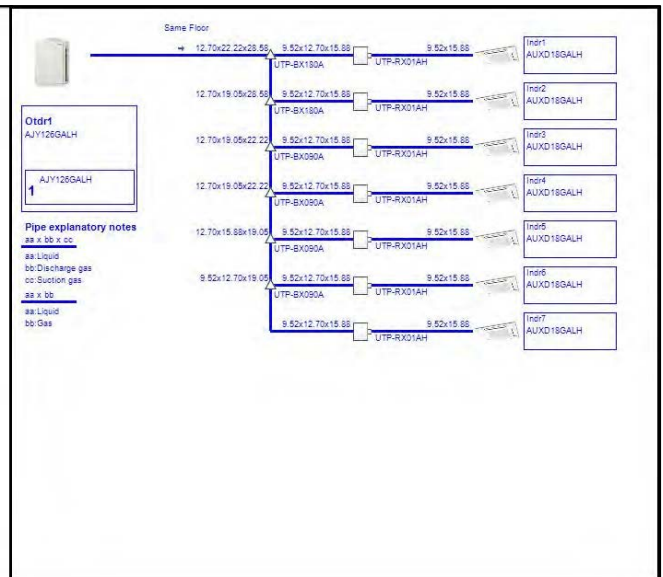 Same Floor
⇒ 12.70x22.22x28.58
9.52x12.70x15.88
9.52x15.88
Indr1
AUXD18GALH
UTP-BX180A
UTP-RX01AH
12.70x19.05x28.58
9.52x12.70x15.88
9.52x15.88
Indr2
AUXD18GALH
UTP-BX180A
UTP-RX01AH
Otdr1
AJY126GALH
AJY126GALH
1
12.70x19.05x22.22
9.52x12.70x15.88
9.52x15.88
Indr3
AUXD18GALH
UTP-BX090A
UTP-RX01AH
12.70x19.05x22.22
9.52x12.70x15.88
9.52x15.88
Indr4
AUXD18GALH
UTP-BX090A
UTP-RX01AH
Pipe explanatory notes
aa x bb x cc
aa:Liquid
bb:Discharge gas
cc:Suction gas
aa x bb
aa:Liquid
bb:Gas
12.70x15.88x19.05
9.52x12.70x15.88
9.52x15.88
Indr5
AUXD18GALH
UTP-BX090A
UTP-RX01AH
9.52x12.70x19.05
9.52x12.70x15.88
9.52x15.88
Indr6
AUXD18GALH
UTP-BX090A
UTP-RX01AH
9.52x12.70x15.88
9.52x15.88
Indr7
AUXD18GALH
UTP-RX01AH